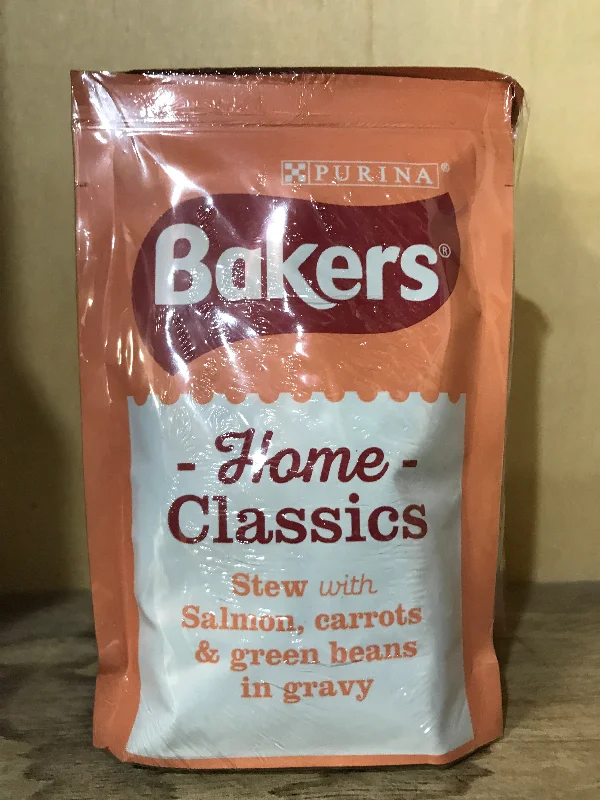 PURINA®
Bakers®
- Home -
Classics
Stew with
Salmon, carrots
& green beans
in gravy